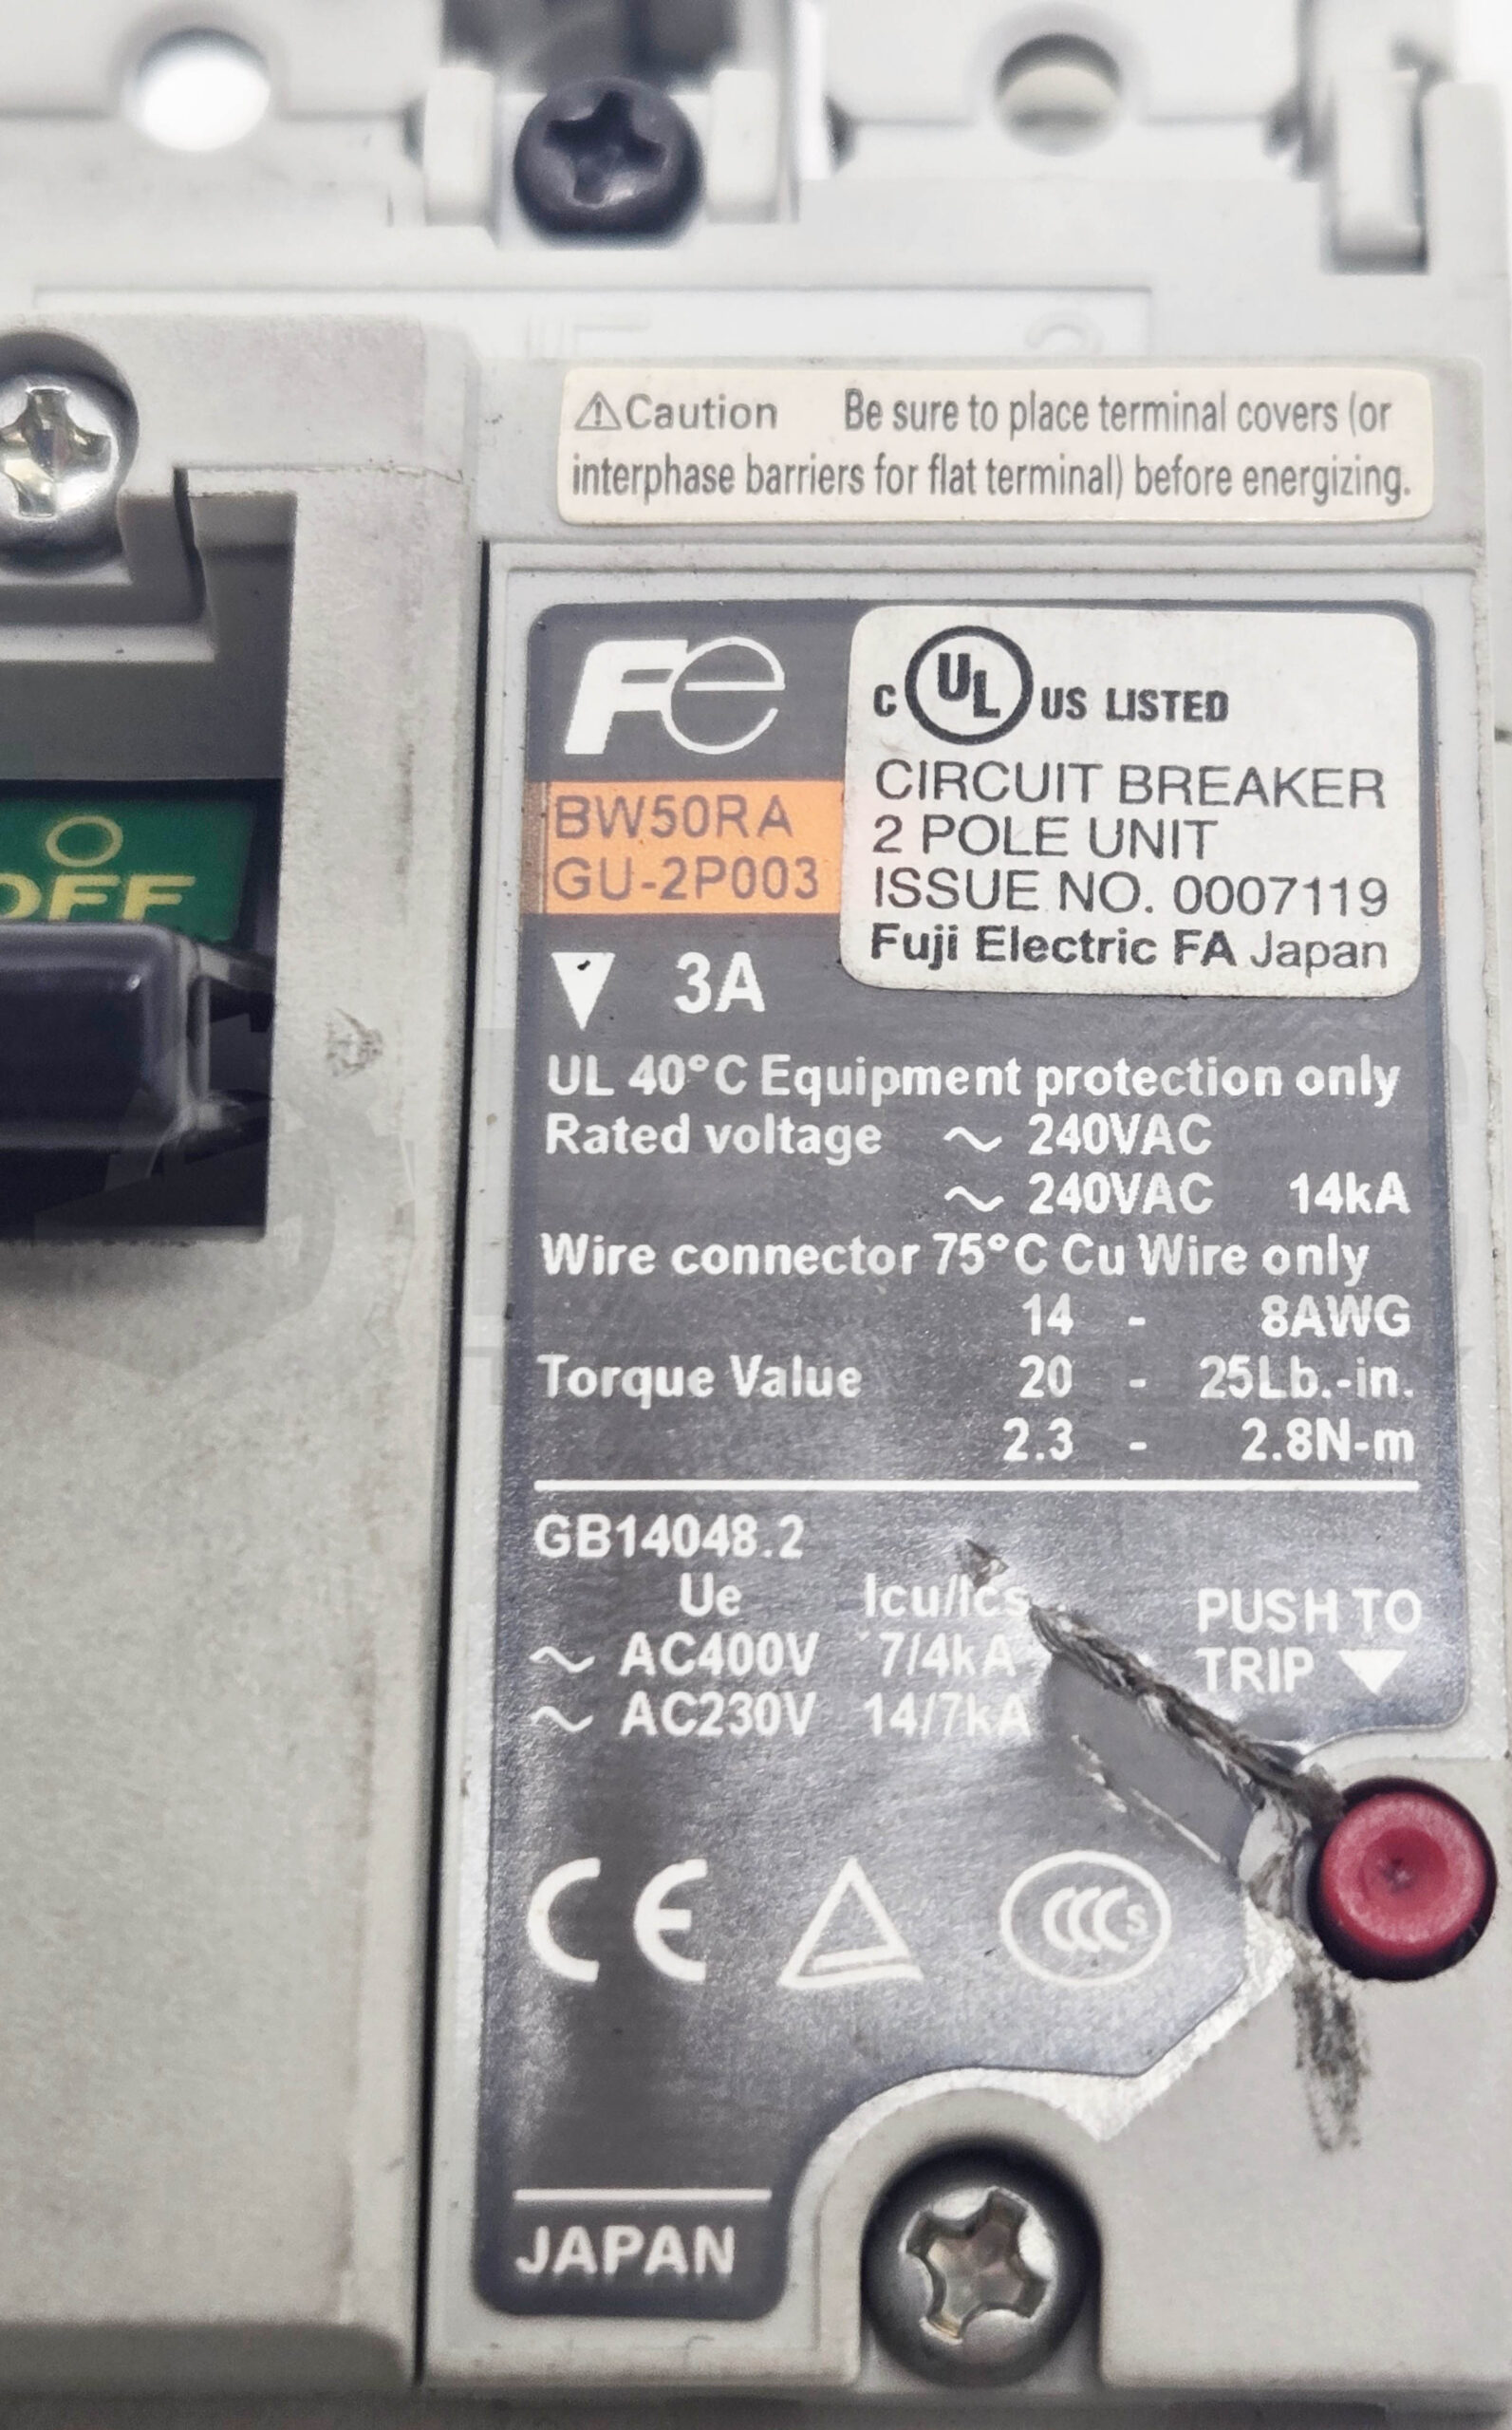 ⚠Caution Be sure to place terminal covers (or
interphase barriers for flat terminal) before energizing.
Fe
C UL US LISTED
CIRCUIT BREAKER
2 POLE UNIT
ISSUE NO. 0007119
Fuji Electric FA Japan
BW50RA
GU-2P003
OFF
▼ 3A
UL 40°C Equipment protection only
Rated voltage ~ 240VAC
~ 240VAC 14kA
Wire connector 75°C Cu Wire only
14 - 8AWG
Torque Value 20 - 25Lb.-in.
2.3 - 2.8N-m
GB14048.2
Ue Icu/Ics
~ AC400V 7/4kA
~ AC230V 14/7kA
PUSH TO
TRIP ▼
CE CCC S
JAPAN